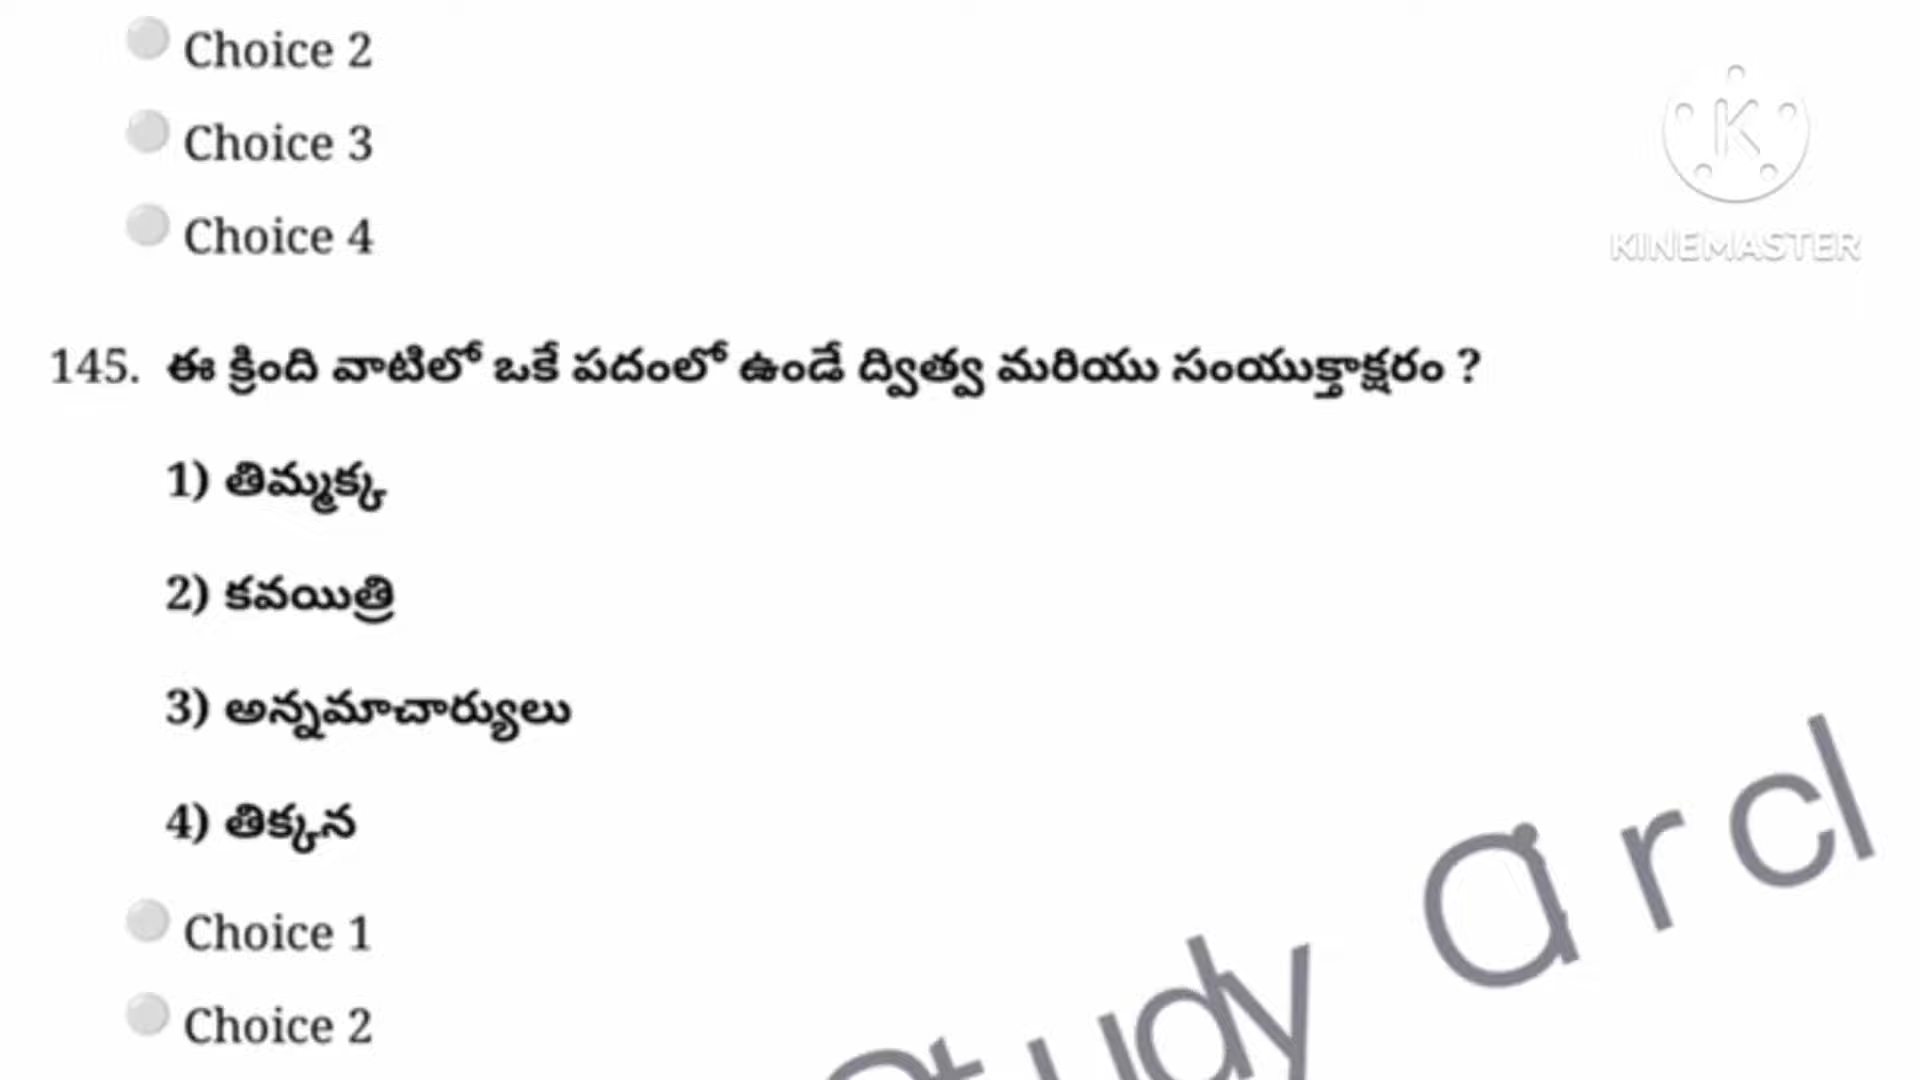 Choice 2
Choice 3
Choice 4
KINEMASTER
145. ఈ క్రింది వాటిలో ఒకే పదంలో ఉండే ద్విత్వ మరియు సంయుక్తాక్షరం ?
1) తిమ్మక్క
2) కవయిత్రి
3) అన్నమాచార్యులు
4) తిక్కన
Choice 1
Choice 2